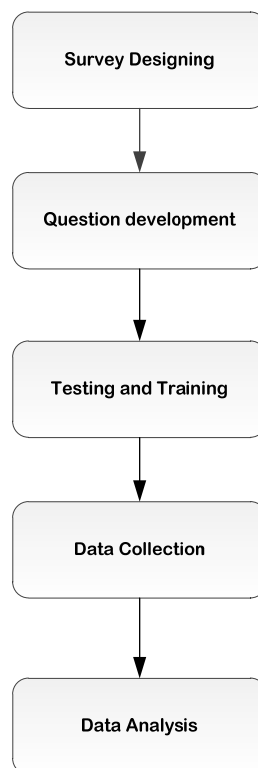 Survey Designing
Question development
Testing and Training
Data Collection
Data Analysis